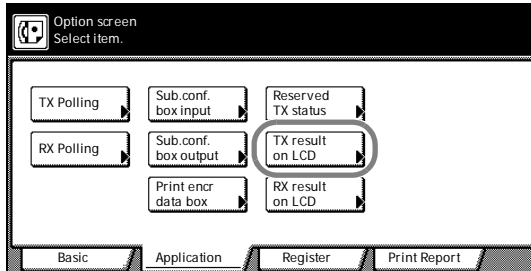 Option screen
Select item.
TX Polling
Sub.conf.
box input
Reserved
TX status
RX Polling
Sub.conf.
box output
TX result
on LCD
Print encr
data box
RX result
on LCD
Basic
Application
Register
Print Report